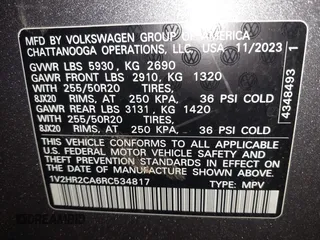 MFD BY VOLKSWAGEN GROUP OF AMERICA
CHATTANOOGA OPERATIONS, LLC, USA 11/2023
GVWR LBS 5930, KG 2690
GAWR FRONT LBS 2910, KG 1320
WITH 255/50R20 TIRES,
8JX20 RIMS, AT 250 KPA, 36 PSI COLD
GAWR REAR LBS 3131, KG 1420
WITH 255/50R20 TIRES,
8JX20 RIMS, AT 250 KPA, 36 PSI COLD
THIS VEHICLE CONFORMS TO ALL APPLICABLE
U.S. FEDERAL MOTOR VEHICLE SAFETY
STANDARDS IN EFFECT ON THE DATE OF
MANUFACTURE SHOWN ABOVE.
1V2HR2CA6RC534817 TYPE: MPV
4348493 1